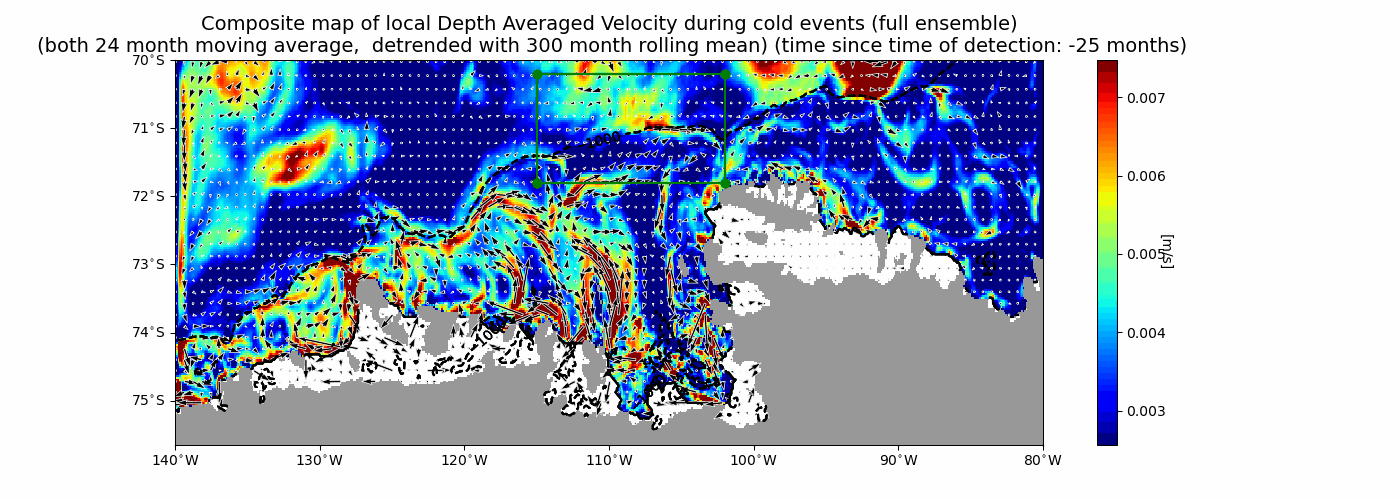 Composite map of local Depth Averaged Velocity during cold events (full ensemble)
(both 24 month moving average,  detrended with 300 month rolling mean) (time since time of detection: -25 months)
70°S
71°S
72°S
73°S
74°S
75°S
140°W
130°W
120°W
110°W
100°W
90°W
80°W
1000
0.007
0.006
0.005
0.004
0.003
[m/s]